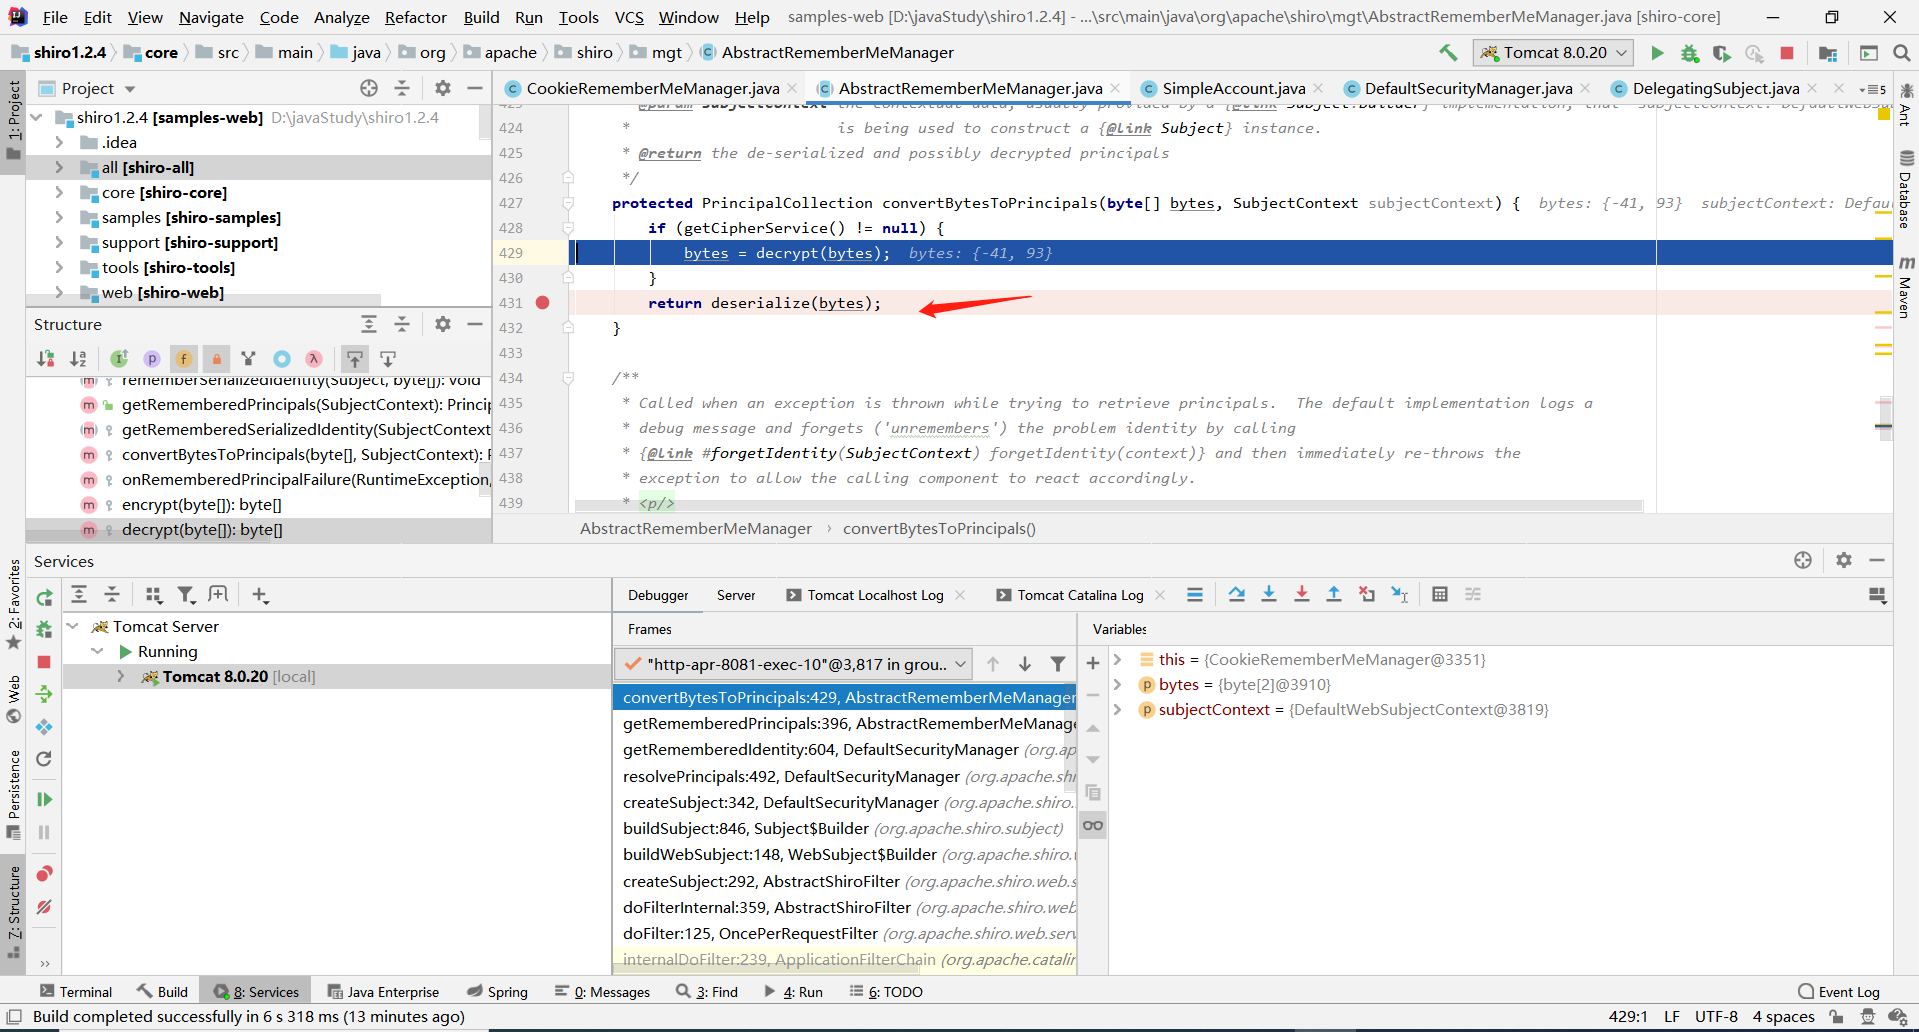 File Edit View Navigate Code Analyze Refactor Build Run Tools VCS Window Help samples-web [D:\javaStudy\shiro1.2.4] - ...\src\main\java\org\apache\shiro\mgt\AbstractRememberMeManager.java [shiro-core]
shiro1.2.4 core src main java org apache shiro mgt AbstractRememberMeManager Tomcat 8.0.20
1: Project
Project
CookieRememberMeManager.java AbstractRememberMeManager.java SimpleAccount.java DefaultSecurityManager.java DelegatingSubject.java 5
Ant
Database
Maven
shiro1.2.4 [samples-web] D:\javaStudy\shiro1.2.4
.idea
all [shiro-all]
core [shiro-core]
samples [shiro-samples]
support [shiro-support]
tools [shiro-tools]
web [shiro-web]
424 * is being used to construct a {@link Subject} instance.
425 * @return the de-serialized and possibly decrypted principals
426 */
427 protected PrincipalCollection convertBytesToPrincipals(byte[] bytes, SubjectContext subjectContext) { bytes: {-41, 93} subjectContext: Defau
428 if (getCipherService() != null) {
429 bytes = decrypt(bytes); bytes: {-41, 93}
430 }
431 return deserialize(bytes);
432 }
433
434 /**
435 * Called when an exception is thrown while trying to retrieve principals. The default implementation logs a
436 * debug message and forgets ('unremembers') the problem identity by calling
437 * {@link #forgetIdentity(SubjectContext) forgetIdentity(context)} and then immediately re-throws the
438 * exception to allow the calling component to react accordingly.
439 * <p/>
AbstractRememberMeManager › convertBytesToPrincipals()
Structure
rememberSerializedIdentity(Subject, byte[]): void
getRememberedPrincipals(SubjectContext): Princip
getRememberedSerializedIdentity(SubjectContext
convertBytesToPrincipals(byte[], SubjectContext): P
onRememberedPrincipalFailure(RuntimeException,
encrypt(byte[]): byte[]
decrypt(byte[]): byte[]
2: Favorites
Web
Persistence
7: Structure
Services
Tomcat Server
Running
Tomcat 8.0.20 [local]
Debugger Server Tomcat Localhost Log Tomcat Catalina Log
Frames
"http-apr-8081-exec-10"@3,817 in grou..
convertBytesToPrincipals:429, AbstractRememberMeManager
getRememberedPrincipals:396, AbstractRememberMeManage
getRememberedIdentity:604, DefaultSecurityManager (org.ap
resolvePrincipals:492, DefaultSecurityManager (org.apache.shi
createSubject:342, DefaultSecurityManager (org.apache.shiro.
buildSubject:846, Subject$Builder (org.apache.shiro.subject)
buildWebSubject:148, WebSubject$Builder (org.apache.shiro.w
createSubject:292, AbstractShiroFilter (org.apache.shiro.web.s
doFilterInternal:359, AbstractShiroFilter (org.apache.shiro.web
doFilter:125, OncePerRequestFilter (org.apache.shiro.web.serv
internalDoFilter:239, ApplicationFilterChain (org.apache.catalin
Variables
this = {CookieRememberMeManager@3351}
bytes = {byte[2]@3910}
subjectContext = {DefaultWebSubjectContext@3819}
Terminal Build 8: Services Java Enterprise Spring 0: Messages 3: Find 4: Run 6: TODO Event Log
Build completed successfully in 6 s 318 ms (13 minutes ago) 429:1 LF UTF-8 4 spaces